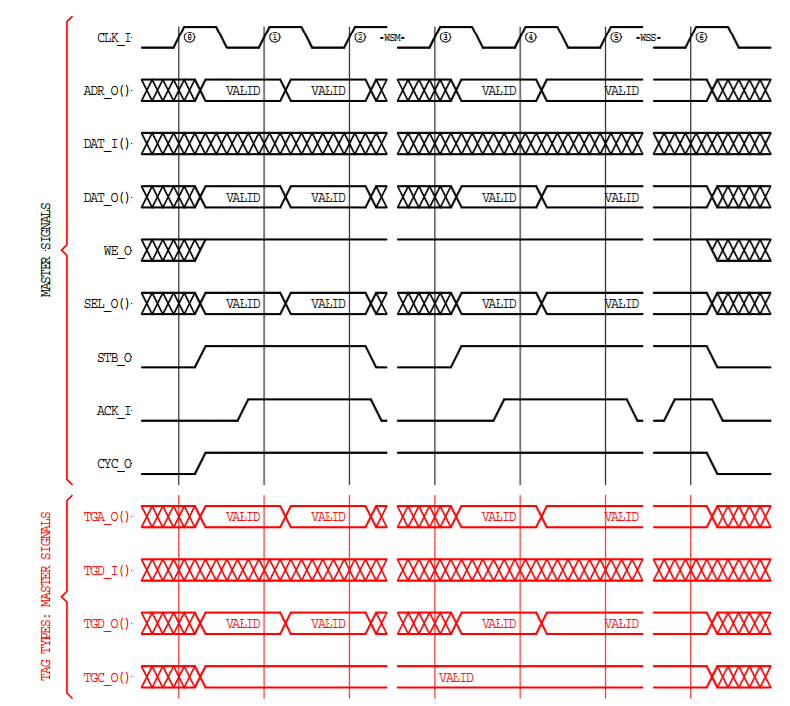 CLK_I ⓪ ① ② -WSM- ③ ④ ⑤ -WSS- ⑥
ADR_O() VALID VALID VALID VALID
DAT_I()
DAT_O() VALID VALID VALID VALID
WE_O
SEL_O() VALID VALID VALID VALID
STB_O
ACK_I
CYC_O
MASTER SIGNALS
TGA_O() VALID VALID VALID VALID
TGD_I()
TGD_O() VALID VALID VALID VALID
TGC_O() VALID
TAG TYPES: MASTER SIGNALS